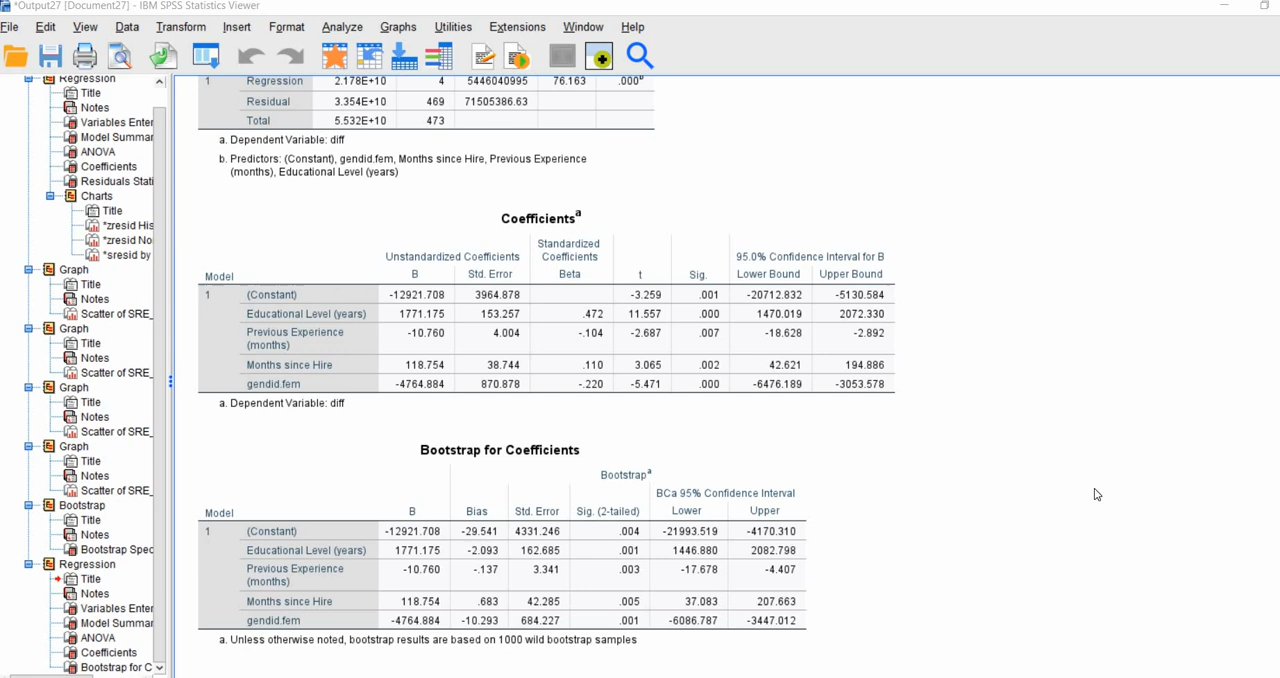 *Output27 [Document27] - IBM SPSS Statistics Viewer
File Edit View Data Transform Insert Format Analyze Graphs Utilities Extensions Window Help
Regression
Title
Notes
Variables Enter
Model Summar
ANOVA
Coefficients
Residuals Stati
Charts
Title
*zresid His
*zresid No
*sresid by
Graph
Title
Notes
Scatter of SRE_
Graph
Title
Notes
Scatter of SRE_
Graph
Title
Notes
Scatter of SRE_
Graph
Title
Notes
Scatter of SRE_
Bootstrap
Title
Notes
Bootstrap Spec
Regression
Title
Notes
Variables Enter
Model Summar
ANOVA
Coefficients
Bootstrap for C
1 Regression 2.178E+10 4 5446040995 76.163 .000b
Residual 3.354E+10 469 71505386.63
Total 5.532E+10 473
a. Dependent Variable: diff
b. Predictors: (Constant), gendid.fem, Months since Hire, Previous Experience
(months), Educational Level (years)
Coefficientsa
Standardized
Unstandardized Coefficients Coefficients 95.0% Confidence Interval for B
Model B Std. Error Beta t Sig. Lower Bound Upper Bound
1 (Constant) -12921.708 3964.878 -3.259 .001 -20712.832 -5130.584
Educational Level (years) 1771.175 153.257 .472 11.557 .000 1470.019 2072.330
Previous Experience -10.760 4.004 -.104 -2.687 .007 -18.628 -2.892
(months)
Months since Hire 118.754 38.744 .110 3.065 .002 42.621 194.886
gendid.fem -4764.884 870.878 -.220 -5.471 .000 -6476.189 -3053.578
a. Dependent Variable: diff
Bootstrap for Coefficients
Bootstrapa
BCa 95% Confidence Interval
Model B Bias Std. Error Sig. (2-tailed) Lower Upper
1 (Constant) -12921.708 -29.541 4331.246 .004 -21993.519 -4170.310
Educational Level (years) 1771.175 -2.093 162.685 .001 1446.880 2082.798
Previous Experience -10.760 -.137 3.341 .003 -17.678 -4.407
(months)
Months since Hire 118.754 .683 42.285 .005 37.083 207.663
gendid.fem -4764.884 -10.293 684.227 .001 -6086.787 -3447.012
a. Unless otherwise noted, bootstrap results are based on 1000 wild bootstrap samples